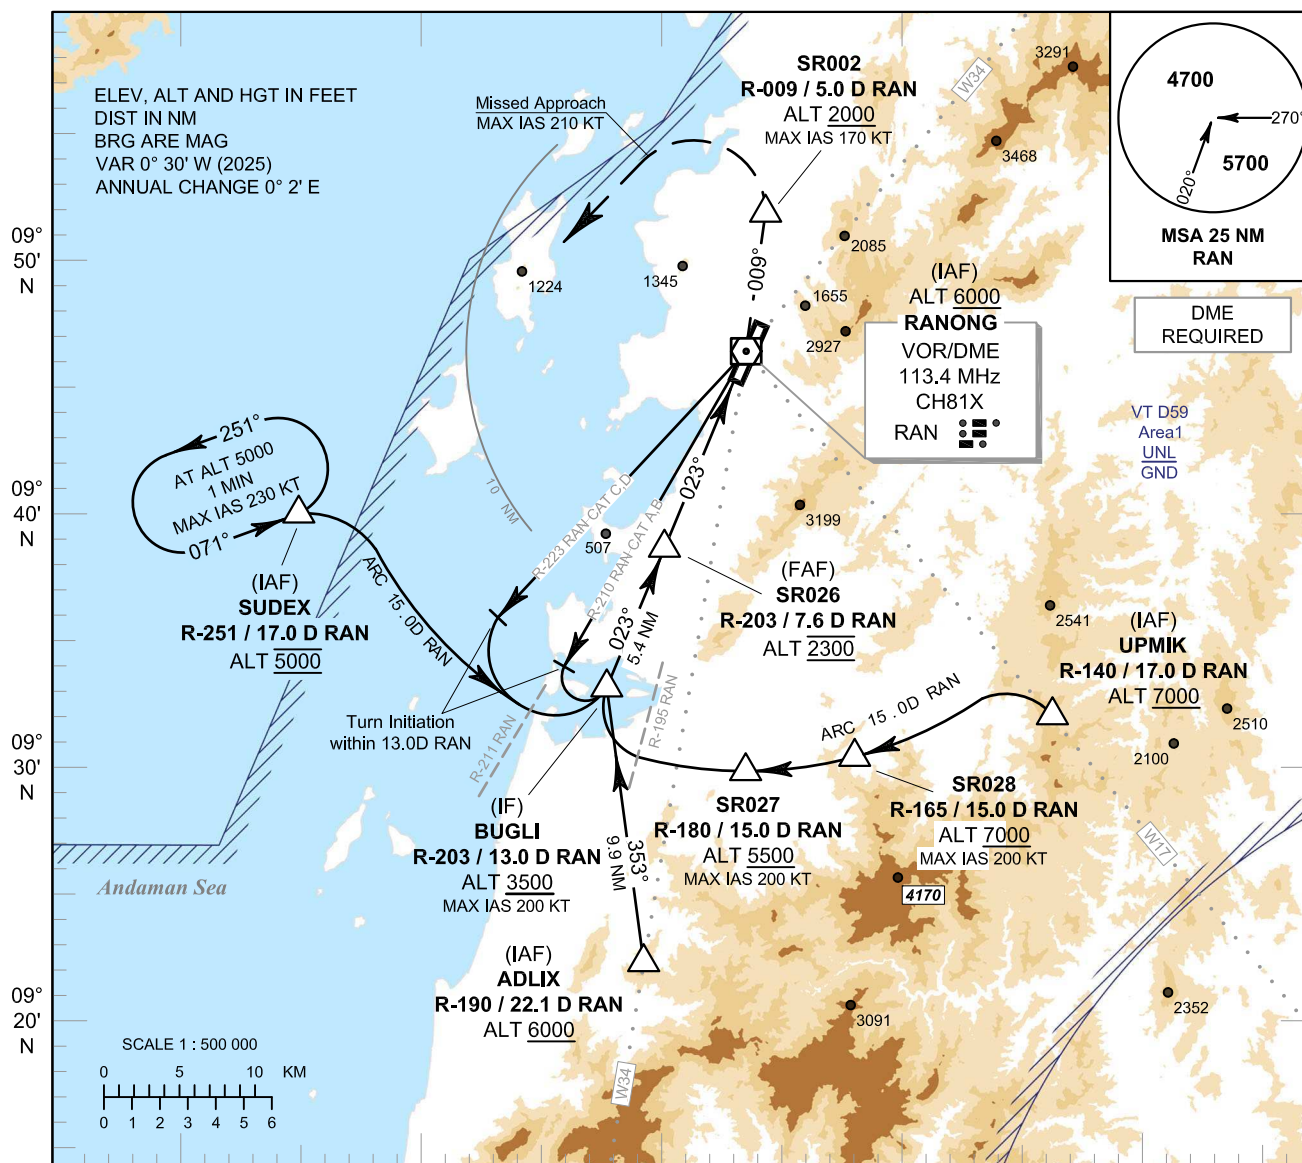 ELEV, ALT AND HGT IN FEET
DIST IN NM
BRG ARE MAG
VAR 0° 30' W (2025)
ANNUAL CHANGE 0° 2' E
Missed Approach
MAX IAS 210 KT
SR002
R-009 / 5.0 D RAN
ALT 2000
MAX IAS 170 KT
W34
3291
3468
4700
270°
5700
020°
MSA 25 NM
RAN
DME
REQUIRED
09°
50'
N
1224
1345
009°
2085
1655
2927
(IAF)
ALT 6000
RANONG
VOR/DME
113.4 MHz
CH81X
RAN
VT D59
Area1
UNL
GND
251°
AT ALT 5000
1 MIN
MAX IAS 230 KT
071°
09°
40'
N
10 NM
R-223 RAN CAT C,D
R-210 RAN CAT A,B
023°
507
3199
(IAF)
SUDEX
R-251 / 17.0 D RAN
ALT 5000
ARC 15.0D RAN
023°
5.4 NM
(FAF)
SR026
R-203 / 7.6 D RAN
ALT 2300
2541
(IAF)
UPMIK
R-140 / 17.0 D RAN
ALT 7000
2510
2100
Turn Initiation
within 13.0D RAN
R-211 RAN
R-195 RAN
ARC 15.0D RAN
09°
30'
N
(IF)
BUGLI
R-203 / 13.0 D RAN
ALT 3500
MAX IAS 200 KT
SR027
R-180 / 15.0 D RAN
ALT 5500
MAX IAS 200 KT
SR028
R-165 / 15.0 D RAN
ALT 7000
MAX IAS 200 KT
W17
353°
9.9 NM
4170
Andaman Sea
(IAF)
ADLIX
R-190 / 22.1 D RAN
ALT 6000
3091
2352
09°
20'
N
W34
SCALE 1 : 500 000
0 5 10 KM
0 1 2 3 4 5 6